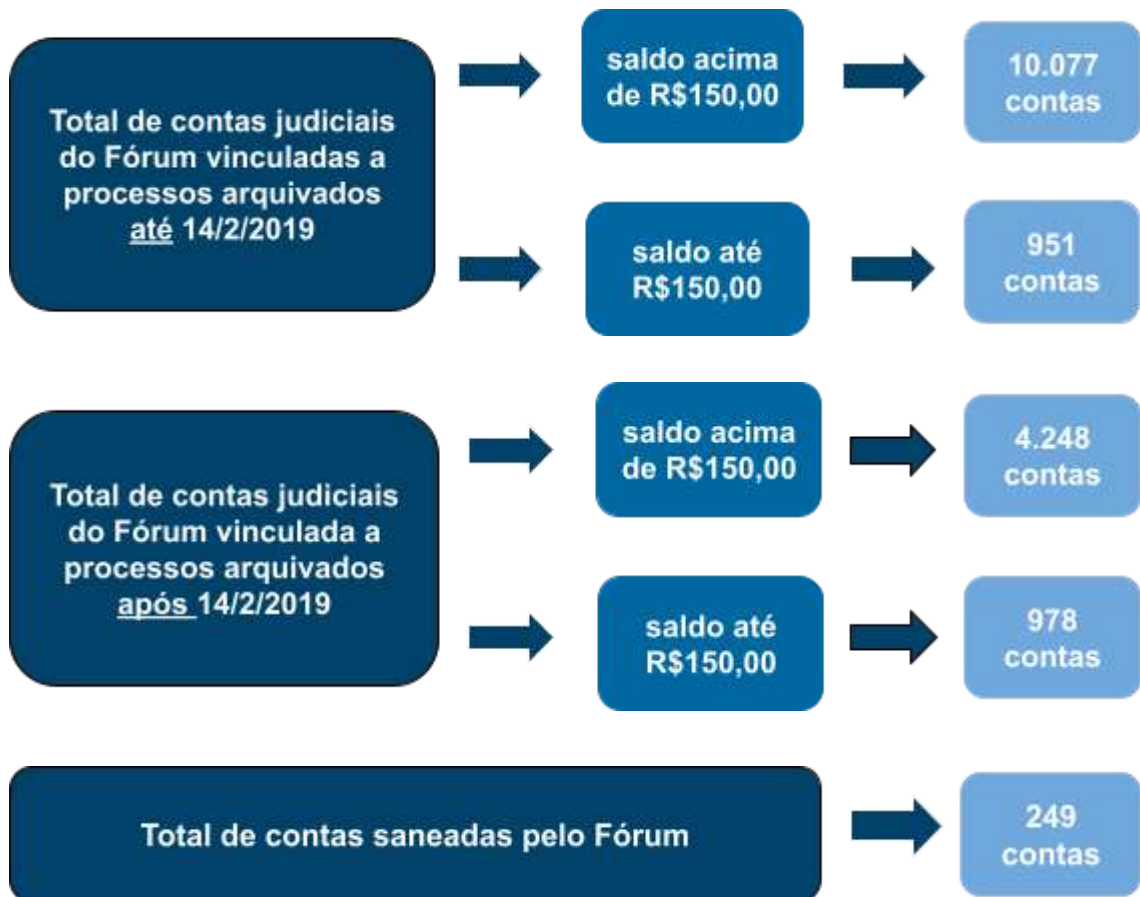 Total de contas judiciais
do Fórum vinculadas a
processos arquivados
até 14/2/2019
saldo acima
de R$150,00
10.077
contas
saldo até
R$150,00
951
contas
Total de contas judiciais
do Fórum vinculada a
processos arquivados
após 14/2/2019
saldo acima
de R$150,00
4.248
contas
saldo até
R$150,00
978
contas
Total de contas saneadas pelo Fórum
249
contas